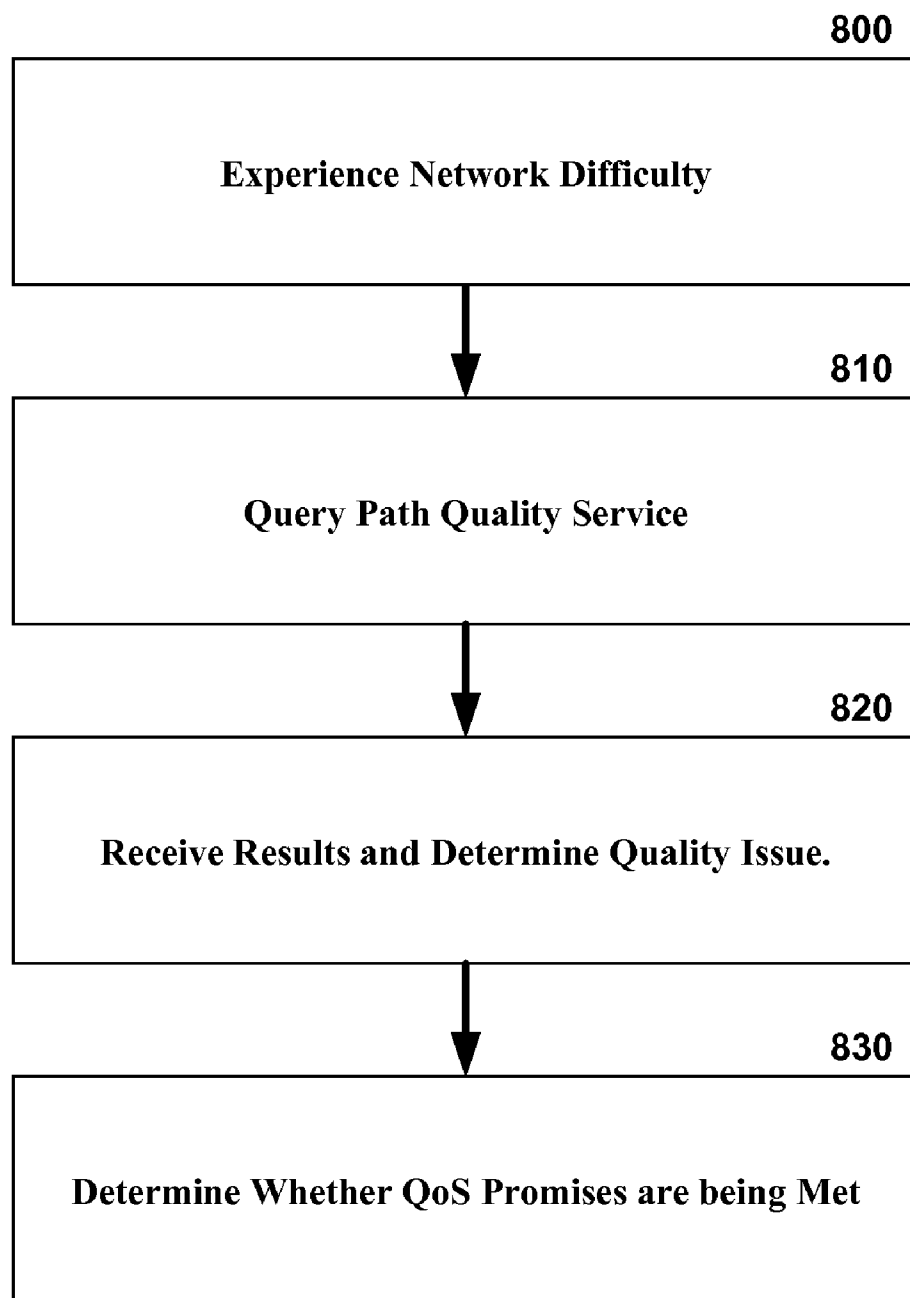 800
Experience Network Difficulty
810
Query Path Quality Service
820
Receive Results and Determine Quality Issue.
830
Determine Whether QoS Promises are being Met